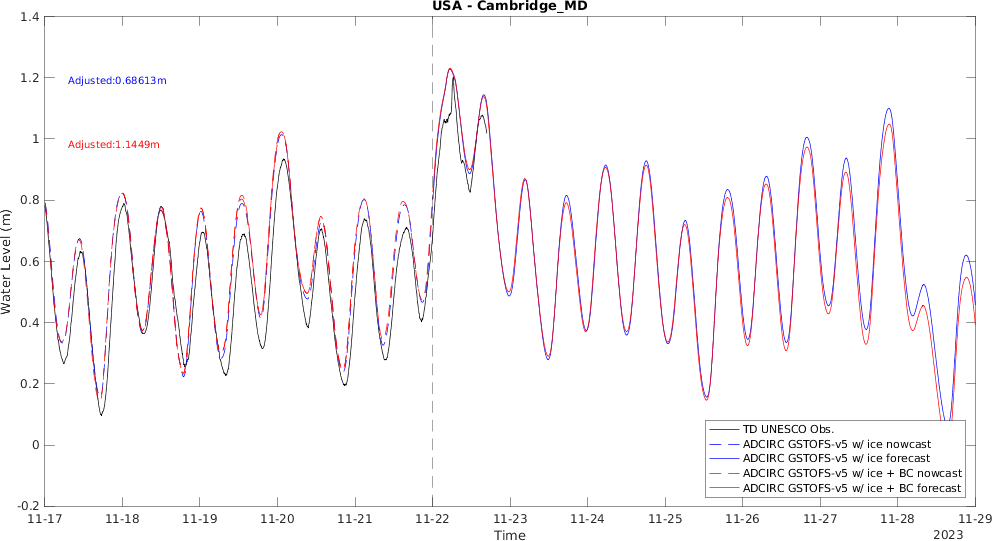 USA - Cambridge_MD
1.4
1.2
1
0.8
0.6
0.4
0.2
0
-0.2
Water Level (m)
Adjusted:0.68613m
Adjusted:1.1449m
TD UNESCO Obs.
ADCIRC GSTOFS-v5 w/ ice nowcast
ADCIRC GSTOFS-v5 w/ ice forecast
ADCIRC GSTOFS-v5 w/ ice + BC nowcast
ADCIRC GSTOFS-v5 w/ ice + BC forecast
11-17 11-18 11-19 11-20 11-21 11-22 11-23 11-24 11-25 11-26 11-27 11-28 11-29
Time
2023